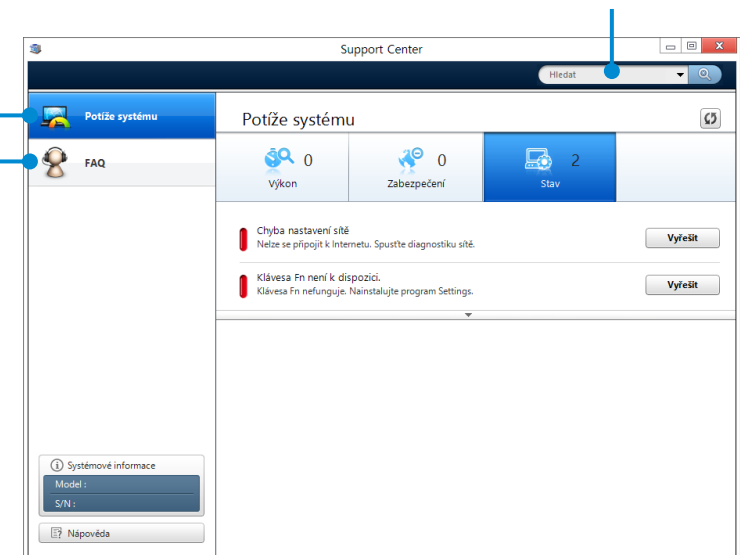 Support Center
Hledat
Potíže systému
FAQ
Potíže systému
0
Výkon
0
Zabezpečení
2
Stav
Chyba nastavení sítě
Nelze se připojit k Internetu. Spusťte diagnostiku sítě.
Vyřešit
Klávesa Fn není k dispozici.
Klávesa Fn nefunguje. Nainstalujte program Settings.
Vyřešit
Systémové informace
Model :
S/N :
Nápověda